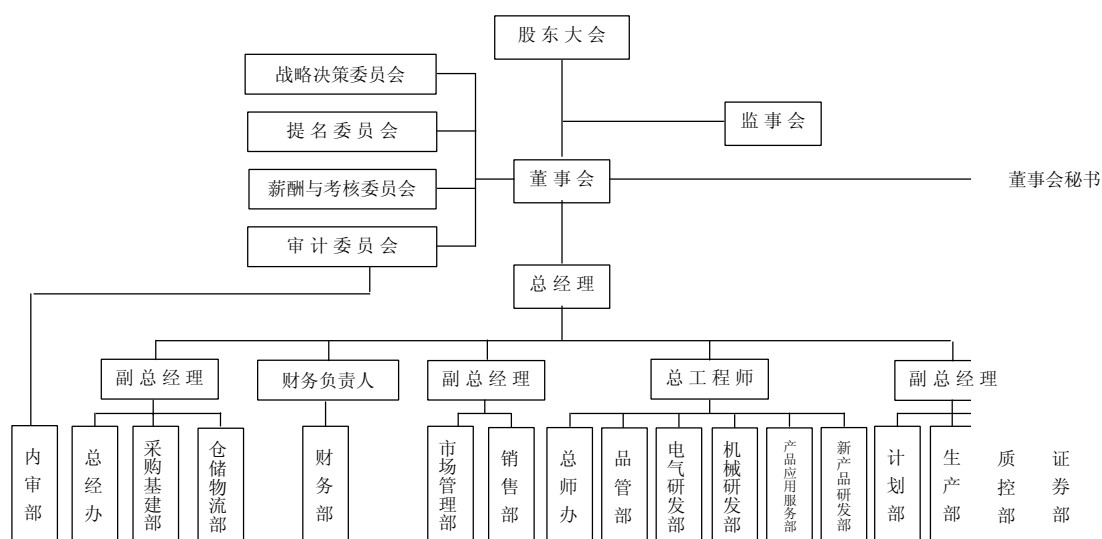 股东大会
战略决策委员会
提名委员会
监事会
薪酬与考核委员会
董事会
董事会秘书
审计委员会
总经理
副总经理
财务负责人
副总经理
总工程师
副总经理
内审部
总经办
采购基建部
仓储物流部
财务部
市场管理部
销售部
总师办
品管部
电气研发部
机械研发部
产品应用服务部
新产品研发部
计划部
生产部
质控部
证券部